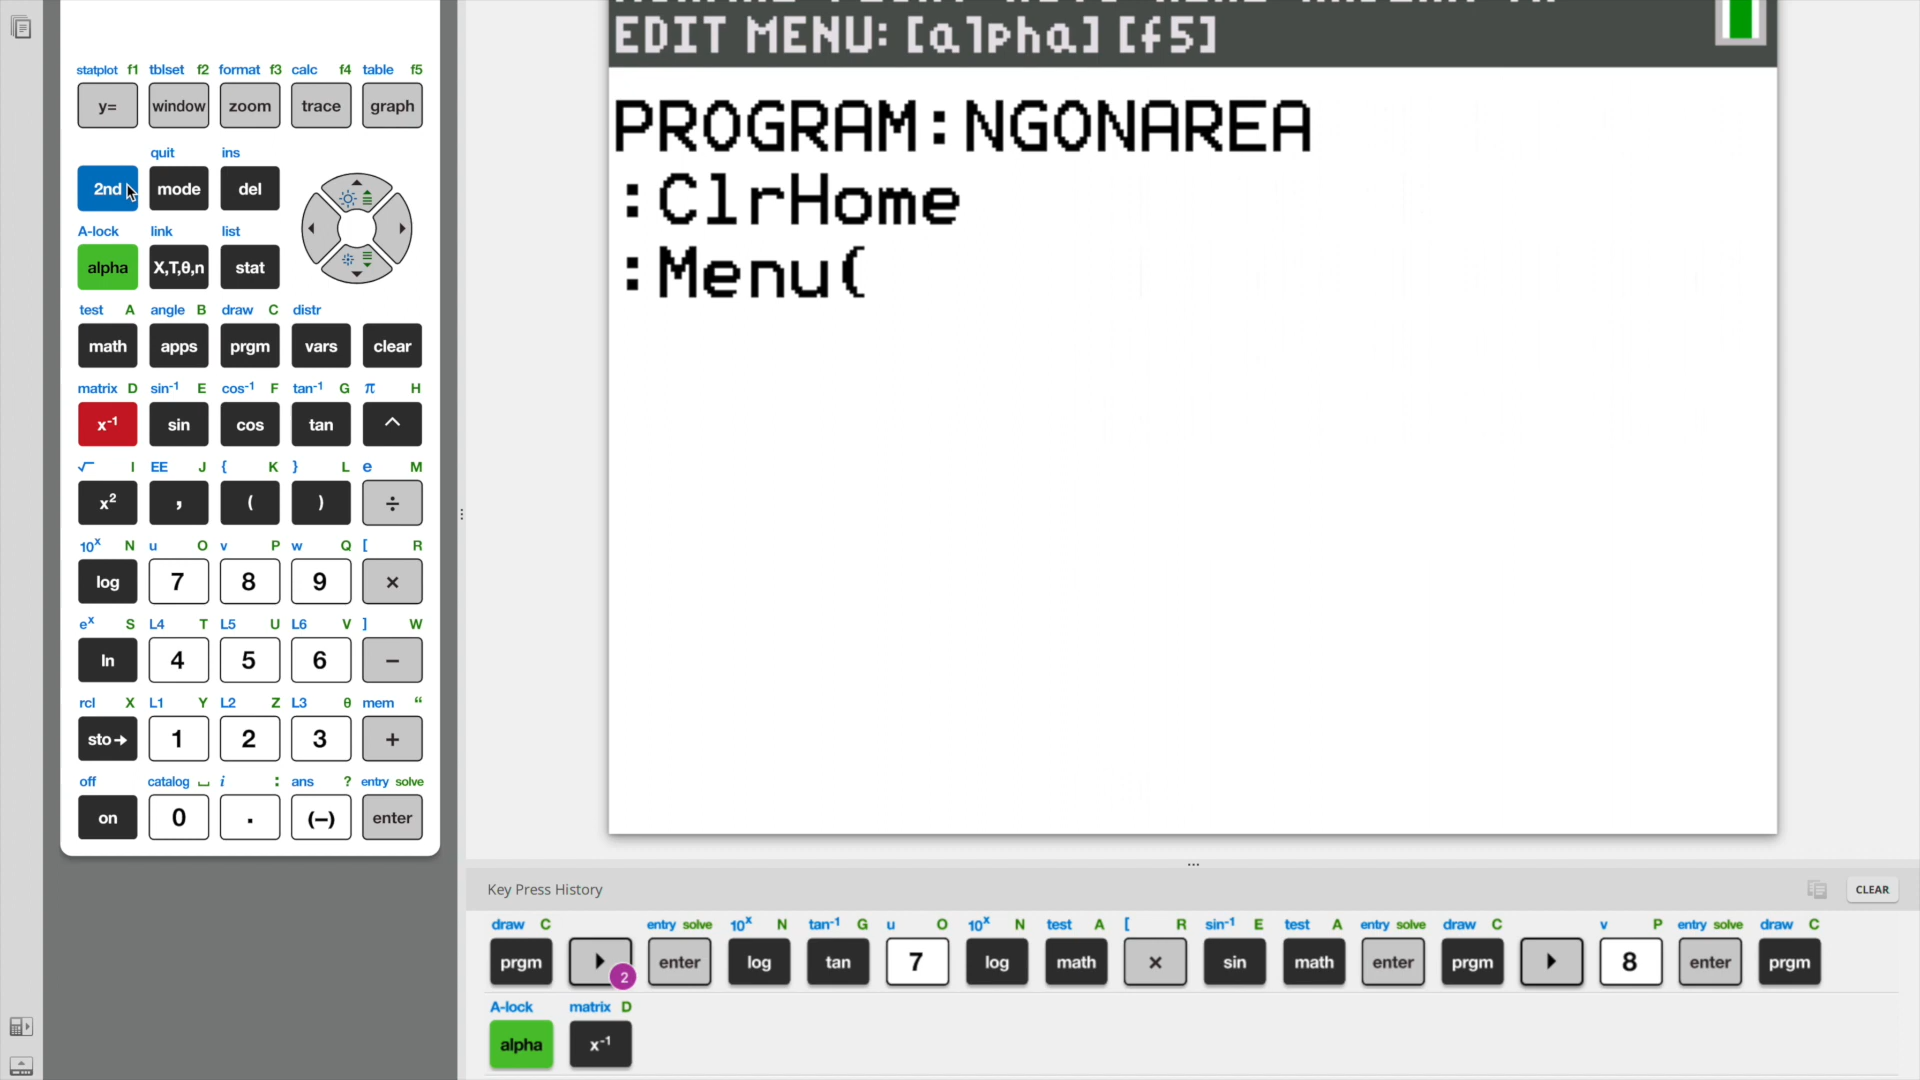 EDIT MENU: [alpha] [f5]
PROGRAM:NGONAREA
:ClrHome
:Menu(
statplot f1 tblset f2 format f3 calc f4 table f5
y= window zoom trace graph
quit ins
2nd mode del
A-lock link list
alpha X,T,θ,n stat
test A angle B draw C distr
math apps prgm vars clear
matrix D sin-1 E cos-1 F tan-1 G π H
x-1 sin cos tan ^
√ I EE J { K } L e M
x2 , ( ) ÷
10x N u O v P w Q [ R
log 7 8 9 ×
ex S L4 T L5 U L6 V ] W
ln 4 5 6 −
rcl X L1 Y L2 Z L3 θ mem “
sto→ 1 2 3 +
off catalog ⎵ i : ans ? entry solve
on 0 . (−) enter
Key Press History
CLEAR
draw C entry solve 10x N tan-1 G u O 10x N test A [ R sin-1 E test A entry solve draw C v P entry solve draw C
prgm 2 enter log tan 7 log math × sin math enter prgm 8 enter prgm
A-lock matrix D
alpha x-1